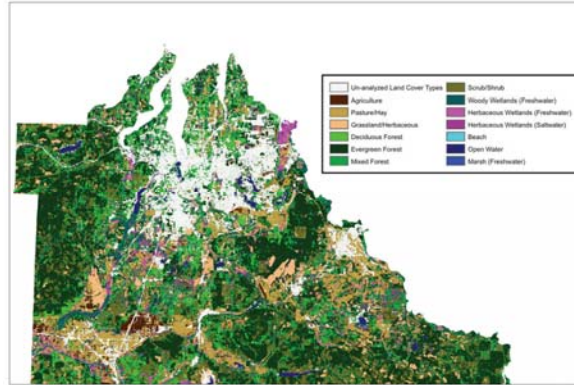 Un-analyzed Land Cover Types
Agriculture
Pasture/Hay
Grassland/Herbaceous
Deciduous Forest
Evergreen Forest
Mixed Forest
Scrub/Shrub
Woody Wetlands (Freshwater)
Herbaceous Wetlands (Freshwater)
Herbaceous Wetlands (Saltwater)
Beach
Open Water
Marsh (Freshwater)